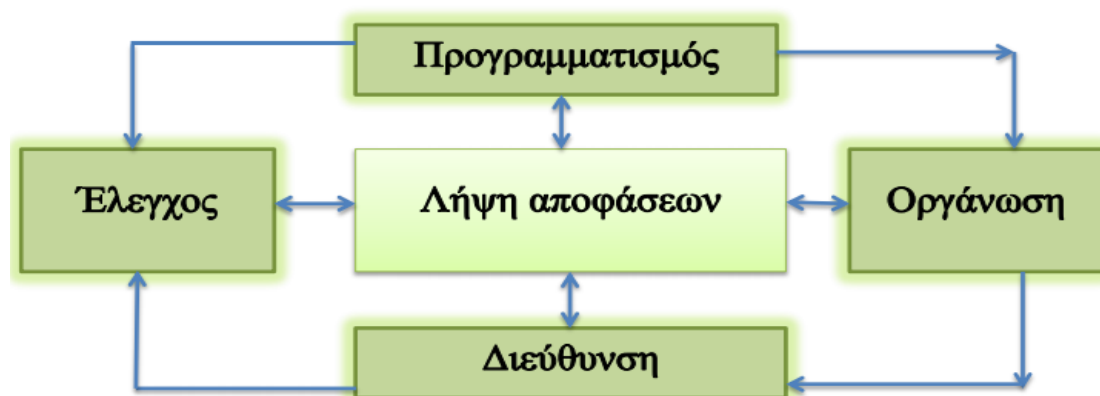 Προγραμματισμός
Έλεγχος
Λήψη αποφάσεων
Οργάνωση
Διεύθυνση